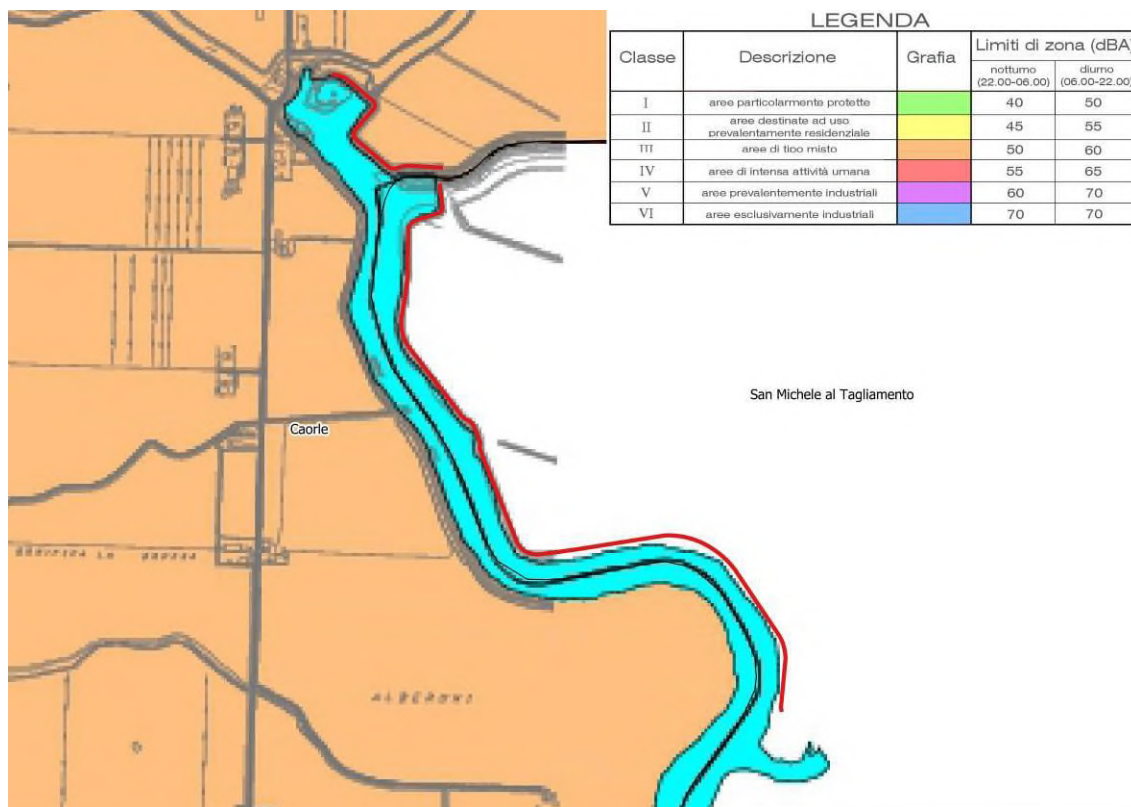 LEGENDA
Classe Descrizione Grafia Limiti di zona (dBA)
notturno (22.00-06.00) diurno (06.00-22.00)
I aree particolarmente protette 40 50
II aree destinate ad uso prevalentamente residenziale 45 55
III aree di tipo misto 50 60
IV aree di intensa attività umana 55 65
V aree prevalentemente industriali 60 70
VI aree esclusivamente industriali 70 70
San Michele al Tagliamento
Caorle
ALBERONI